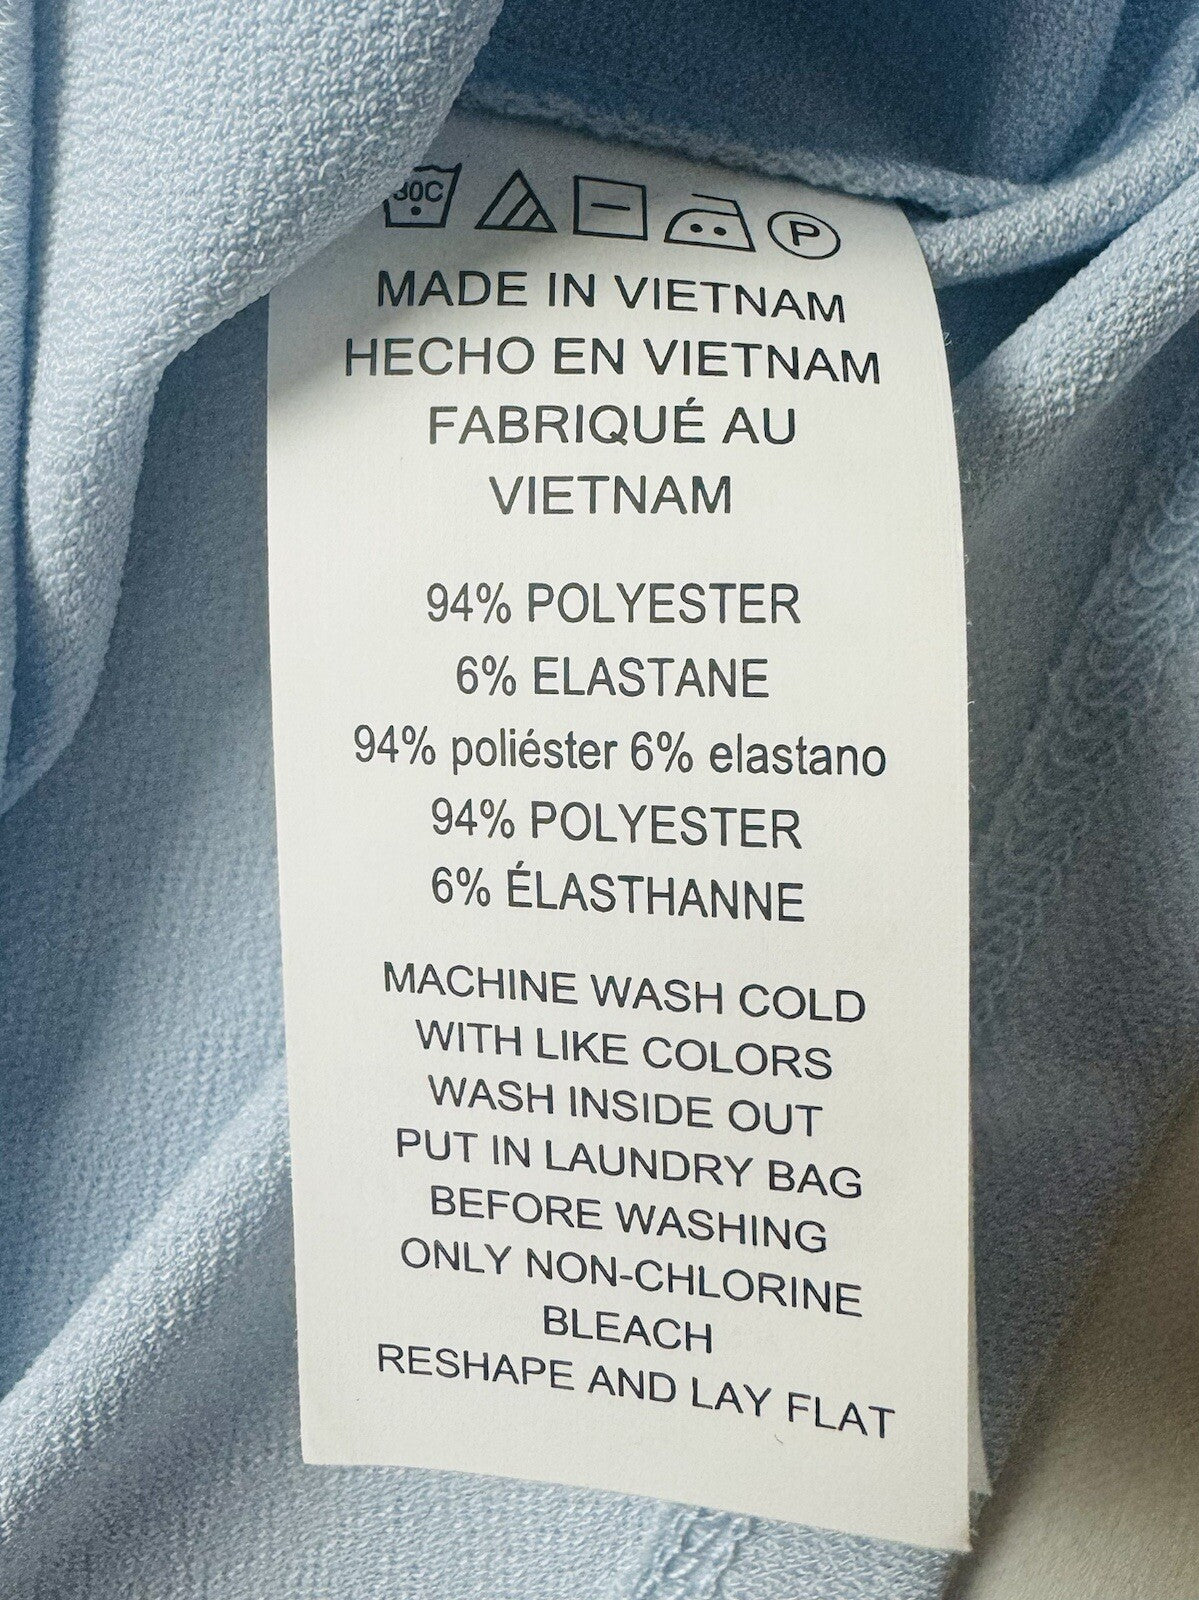 30C
P
MADE IN VIETNAM
HECHO EN VIETNAM
FABRIQUÉ AU
VIETNAM
94% POLYESTER
6% ELASTANE
94% poliéster 6% elastano
94% POLYESTER
6% ÉLASTHANNE
MACHINE WASH COLD
WITH LIKE COLORS
WASH INSIDE OUT
PUT IN LAUNDRY BAG
BEFORE WASHING
ONLY NON-CHLORINE
BLEACH
RESHAPE AND LAY FLAT